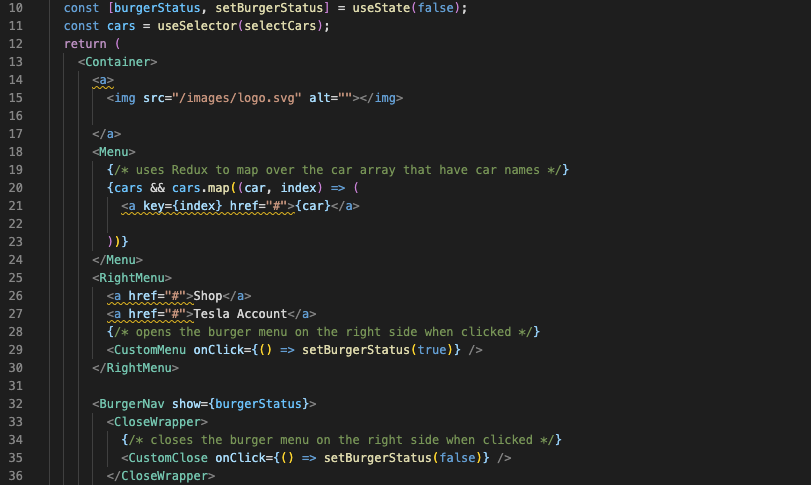 10 const [burgerStatus, setBurgerStatus] = useState(false);
11 const cars = useSelector(selectCars);
12 return (
13 <Container>
14 <a>
15 <img src="/images/logo.svg" alt=""></img>
16
17 </a>
18 <Menu>
19 {/* uses Redux to map over the car array that have car names */}
20 {cars && cars.map((car, index) => (
21 <a key={index} href="#">{car}</a>
22
23 ))}
24 </Menu>
25 <RightMenu>
26 <a href="#">Shop</a>
27 <a href="#">Tesla Account</a>
28 {/* opens the burger menu on the right side when clicked */}
29 <CustomMenu onClick={() => setBurgerStatus(true)} />
30 </RightMenu>
31
32 <BurgerNav show={burgerStatus}>
33 <CloseWrapper>
34 {/* closes the burger menu on the right side when clicked */}
35 <CustomClose onClick={() => setBurgerStatus(false)} />
36 </CloseWrapper>